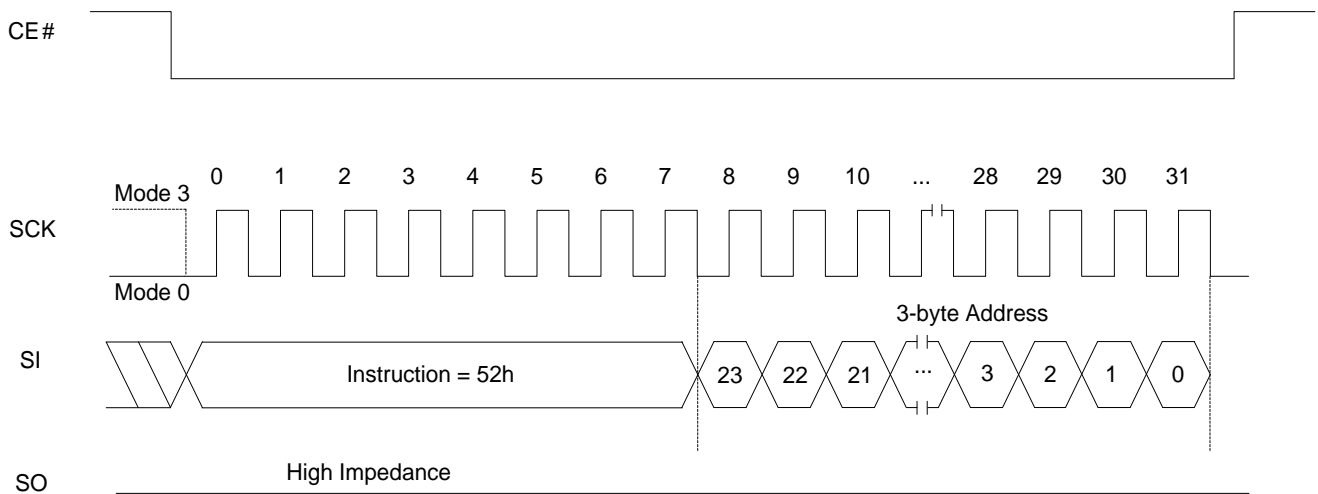 CE#
0 1 2 3 4 5 6 7 8 9 10 ... 28 29 30 31
Mode 3
SCK
Mode 0
3-byte Address
SI
Instruction = 52h
23 22 21 ... 3 2 1 0
High Impedance
SO